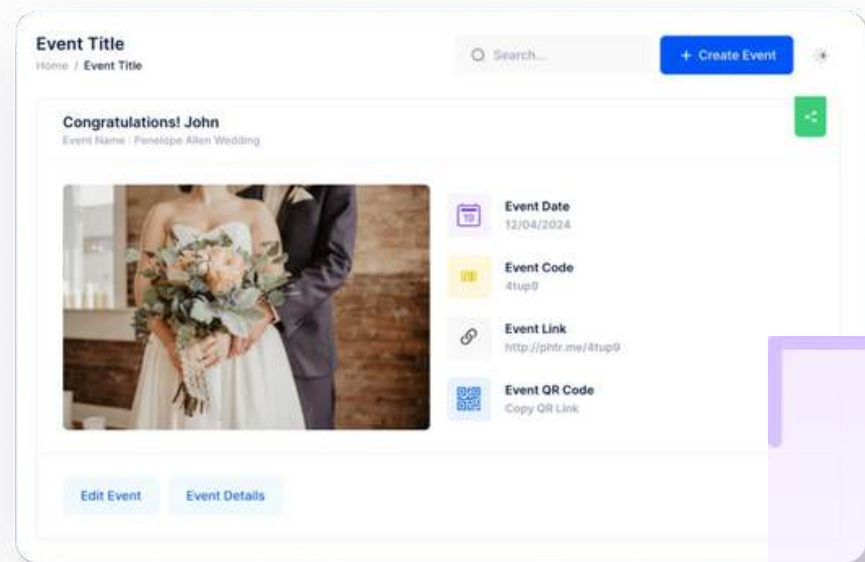 Event Title
Home / Event Title
Search...
+ Create Event
Congratulations! John
Event Name : Penelope Allen Wedding
Event Date
19
12/04/2024
Event Code
4tup9
Event Link
http://phtr.me/4tup9
Event QR Code
Copy QR Link
Edit Event
Event Details